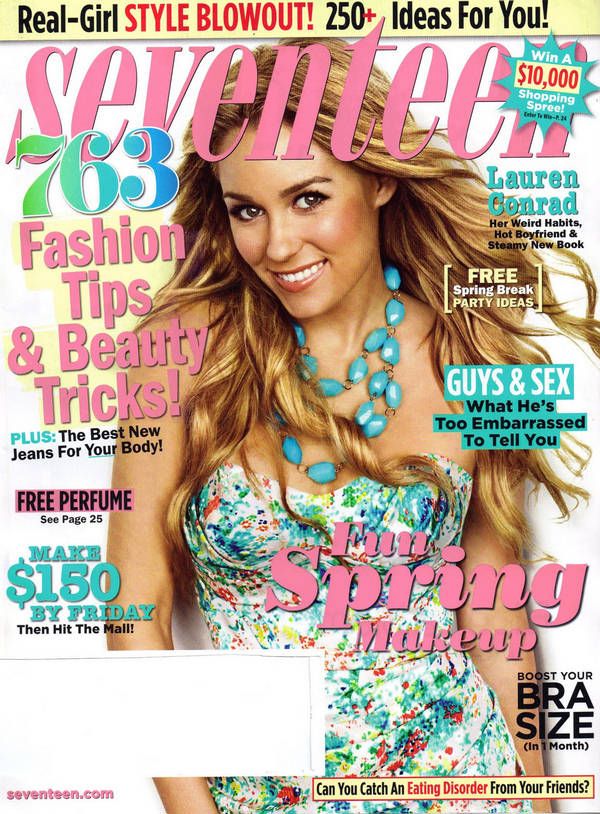 Real-Girl STYLE BLOWOUT! 250+ Ideas For You!
seventeen
Win A
$10,000
Shopping
Spree!
Enter To Win-P. 24
763
Fashion
Tips
& Beauty
Tricks!
PLUS: The Best New
Jeans For Your Body!
Lauren
Conrad
Her Weird Habits,
Hot Boyfriend &
Steamy New Book
FREE
Spring Break
PARTY IDEAS
GUYS & SEX
What He's
Too Embarrassed
To Tell You
FREE PERFUME
See Page 25
MAKE
$150
BY FRIDAY
Then Hit The Mall!
Fun
Spring
Makeup
BOOST YOUR
BRA
SIZE
(In 1 Month)
seventeen.com
Can You Catch An Eating Disorder From Your Friends?